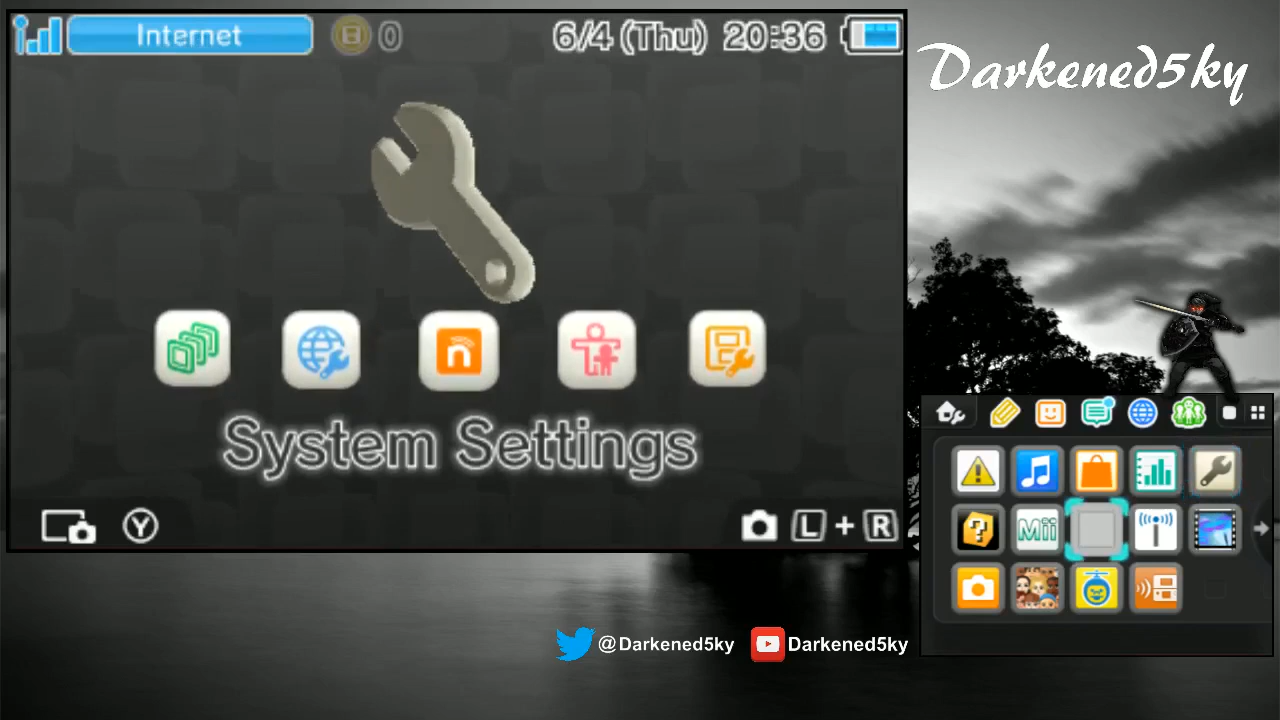 Internet 0 6/4 (Thu) 20:36
Darkened5ky
n
System Settings
Mii
Y L + R
@Darkened5ky Darkened5ky